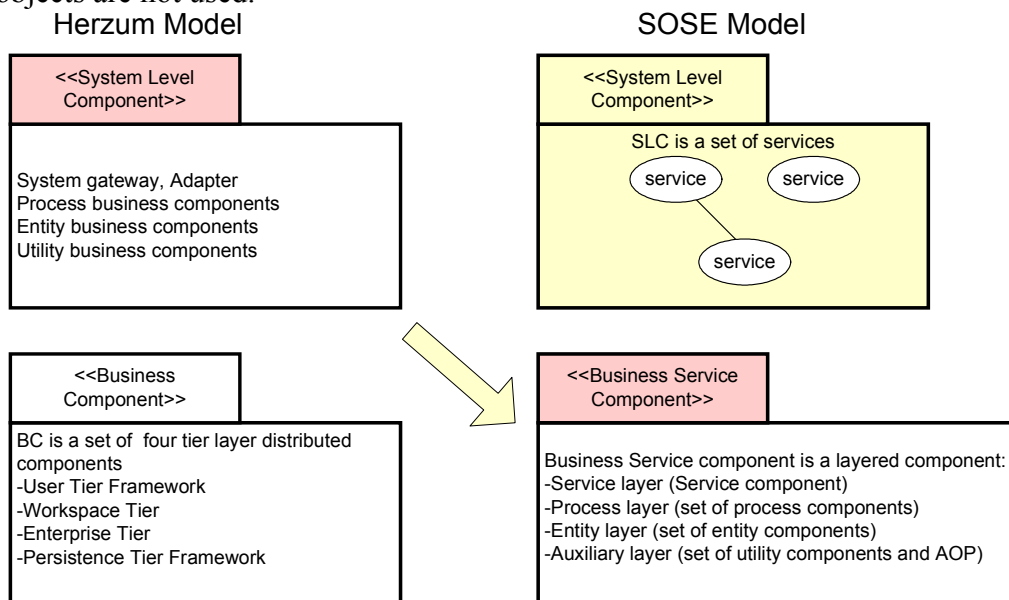 objects are not used.
Herzum Model
SOSE Model
<<System Level
Component>>
System gateway, Adapter
Process business components
Entity business components
Utility business components
<<System Level
Component>>
SLC is a set of services
service
service
service
<<Business
Component>>
BC is a set of four tier layer distributed
components
-User Tier Framework
-Workspace Tier
-Enterprise Tier
-Persistence Tier Framework
<<Business Service
Component>>
Business Service component is a layered component:
-Service layer (Service component)
-Process layer (set of process components)
-Entity layer (set of entity components)
-Auxiliary layer (set of utility components and AOP)